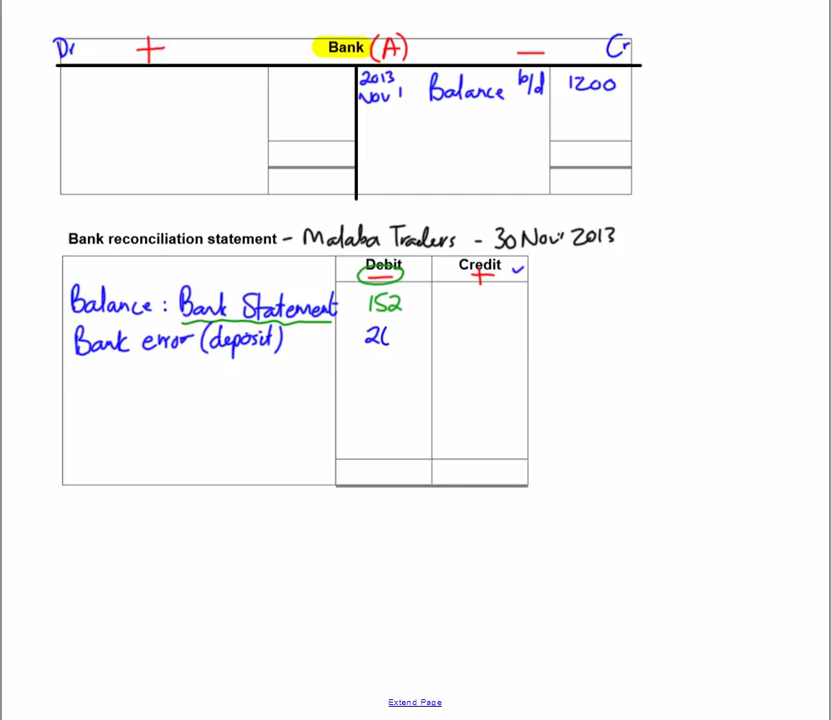 Dr + Bank (A) — Cr
2013
Nov 1 Balance b/d 1200
Bank reconciliation statement - Malaba Traders - 30 Nov 2013
Debit Credit
— +
Balance : Bank Statement 152
Bank error (deposit)
Extend Page